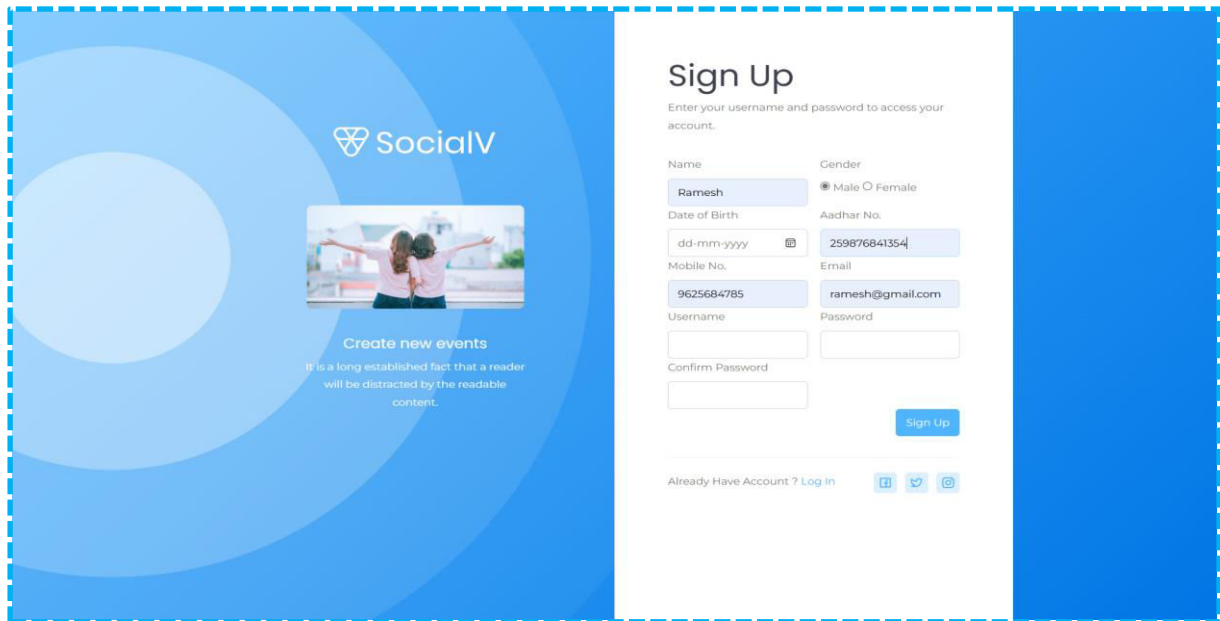 SocialV
Create new events
It is a long established fact that a reader
will be distracted by the readable
content.
Sign Up
Enter your username and password to access your
account.
Name Gender
Ramesh Male Female
Date of Birth Aadhar No.
dd-mm-yyyy 259876841354
Mobile No. Email
9625684785 ramesh@gmail.com
Username Password
Confirm Password
Sign Up
Already Have Account ? Log In